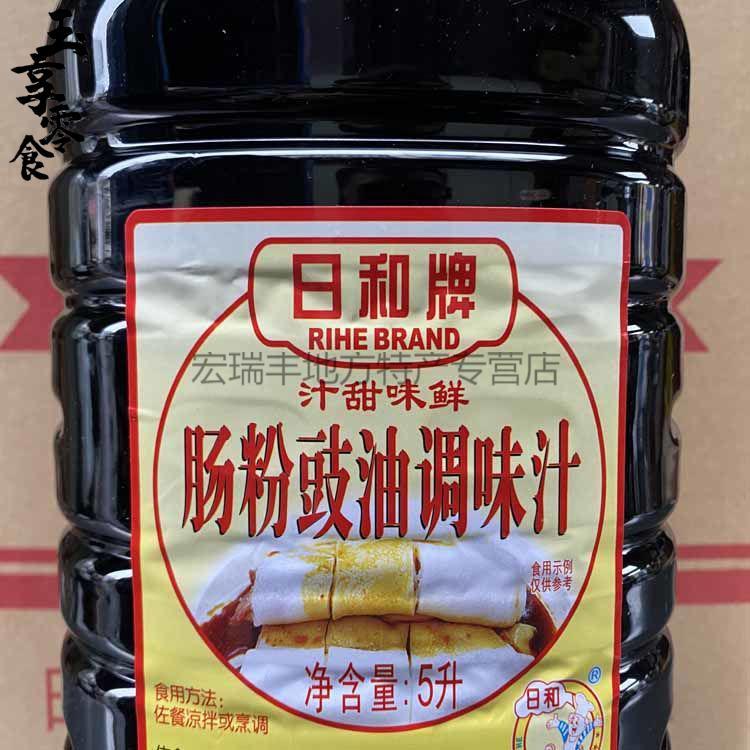 玉享零食
日和牌
RIHE BRAND
宏瑞丰地方特产专营店
汁甜味鲜
肠粉豉油调味汁
食用示例
仅供参考
净含量:5升
食用方法:
佐餐凉拌或烹调
日和
®